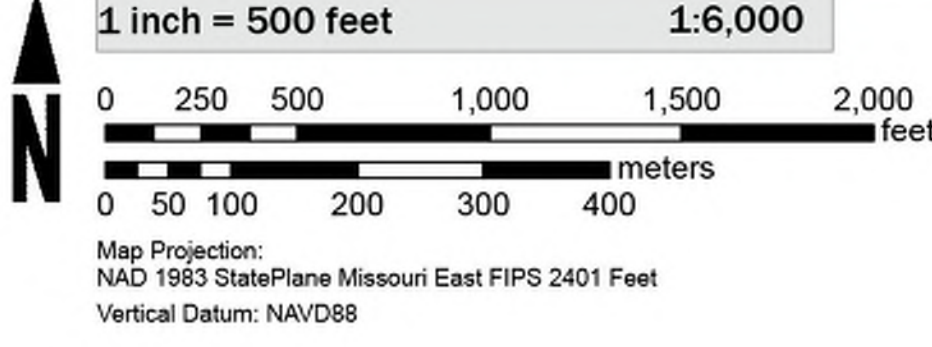 1 inch = 500 feet 1:6,000
N
0 250 500 1,000 1,500 2,000
feet
meters
0 50 100 200 300 400
Map Projection:
NAD 1983 StatePlane Missouri East FIPS 2401 Feet
Vertical Datum: NAVD88